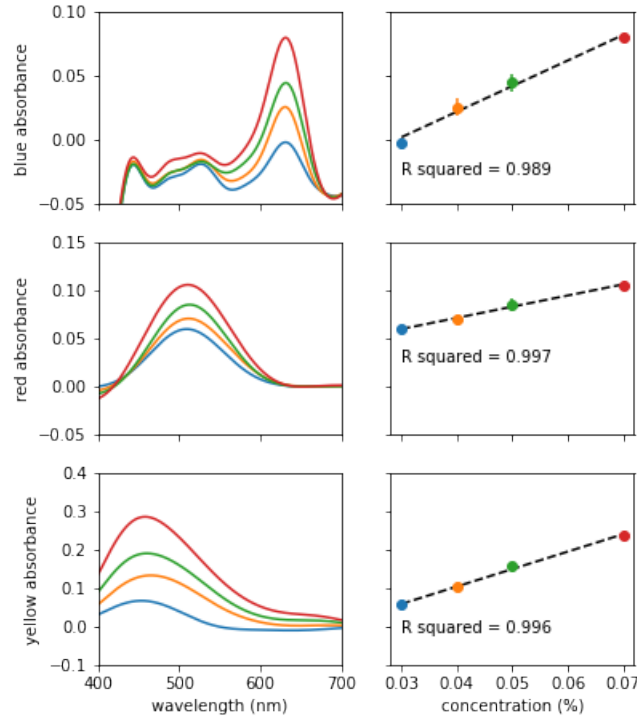 0.10
0.05
0.00
−0.05
blue absorbance
R squared = 0.989
0.15
0.10
0.05
0.00
−0.05
red absorbance
R squared = 0.997
0.4
0.3
0.2
0.1
0.0
−0.1
yellow absorbance
R squared = 0.996
400 500 600 700
wavelength (nm)
0.03 0.04 0.05 0.06 0.07
concentration (%)